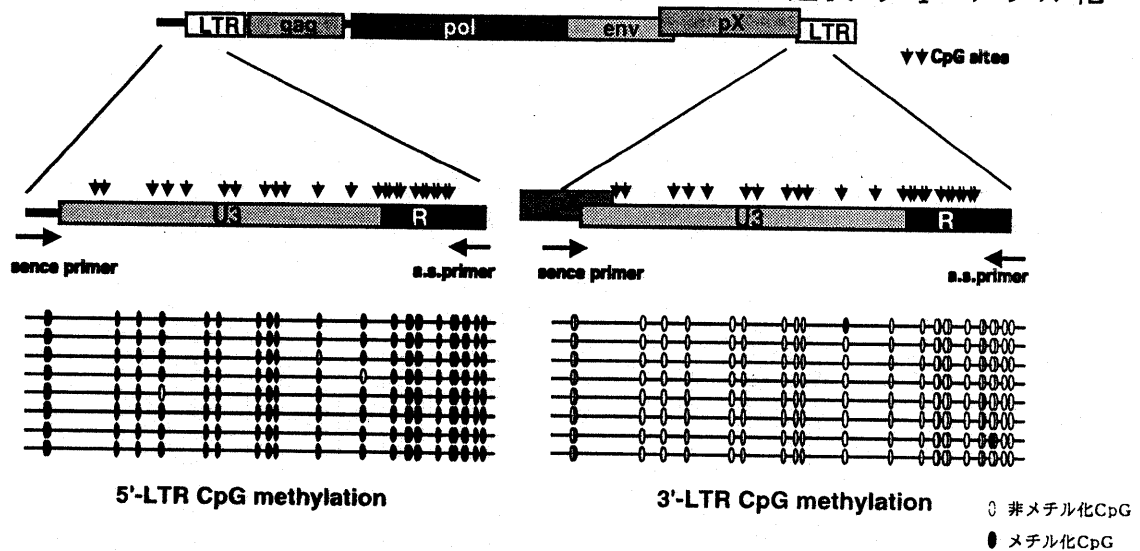 LTR gag pol env pX LTR
CpG sites
U3 R
U3 R
sence primer
a.s.primer
sence primer
a.s.primer
5'-LTR CpG methylation
3'-LTR CpG methylation
非メチル化CpG
メチル化CpG